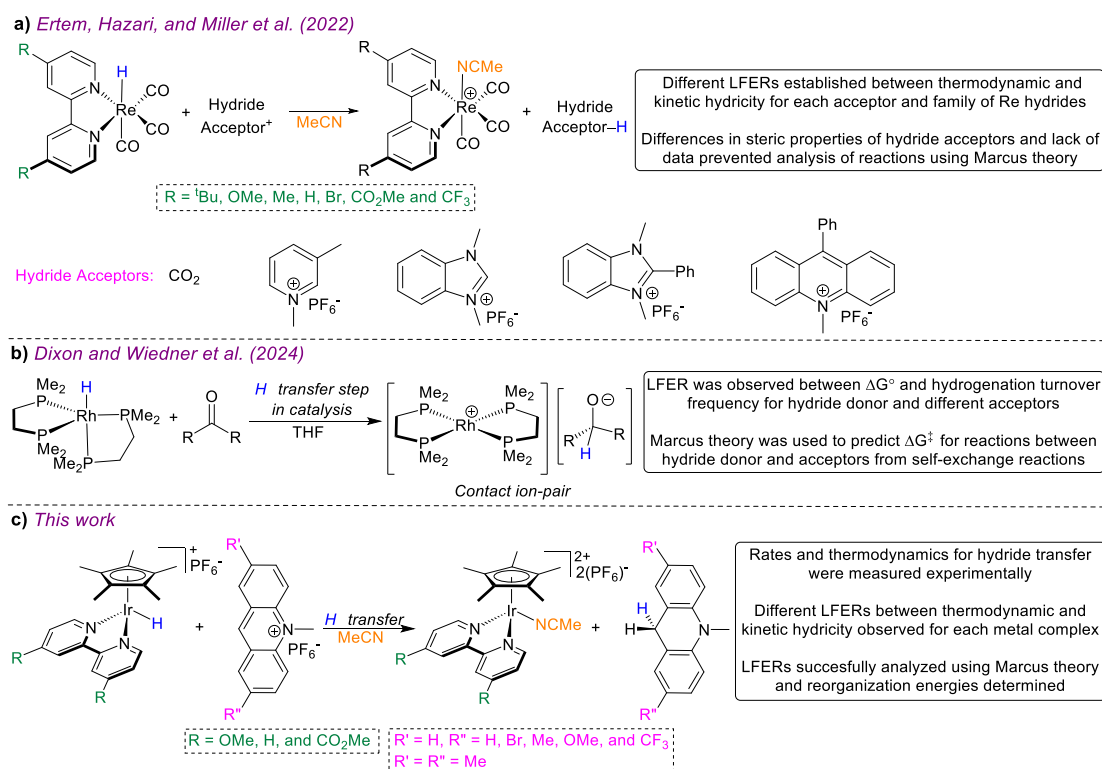 a) Ertem, Hazari, and Miller et al. (2022)
R
H
N
Re
CO
CO
N
CO
R
+
Hydride
Acceptor+
MeCN
R
NCMe
N
Re
⊕
CO
CO
N
CO
R
+
Hydride
Acceptor–H
Different LFERs established between thermodynamic and
kinetic hydricity for each acceptor and family of Re hydrides
Differences in steric properties of hydride acceptors and lack of
data prevented analysis of reactions using Marcus theory
R = tBu, OMe, Me, H, Br, CO2Me and CF3
Hydride Acceptors:
CO2
N
⊕
PF6-
N
N
⊕
PF6-
N
Ph
N
⊕
PF6-
Ph
N
⊕
PF6-
b) Dixon and Wiedner et al. (2024)
Me2
P
H
Rh
PMe2
P
Me2
Me2P
+
O
R
R
H transfer step
in catalysis
THF
Me2
P
Me2
P
⊕
Rh
P
Me2
P
Me2
O ⊖
R
R
H
Contact ion-pair
LFER was observed between ΔG° and hydrogenation turnover
frequency for hydride donor and different acceptors
Marcus theory was used to predict ΔG‡ for reactions between
hydride donor and acceptors from self-exchange reactions
c) This work
+
PF6-
Ir
H
N
N
R
R
+
R'
N
⊕
PF6-
R"
H transfer
MeCN
2+
2(PF6)-
Ir
NCMe
N
N
R
R
+
R'
H
H
N
R"
Rates and thermodynamics for hydride transfer
were measured experimentally
Different LFERs between thermodynamic and
kinetic hydricity observed for each metal complex
LFERs succesfully analyzed using Marcus theory
and reorganization energies determined
R = OMe, H, and CO2Me
R' = H, R" = H, Br, Me, OMe, and CF3
R' = R" = Me